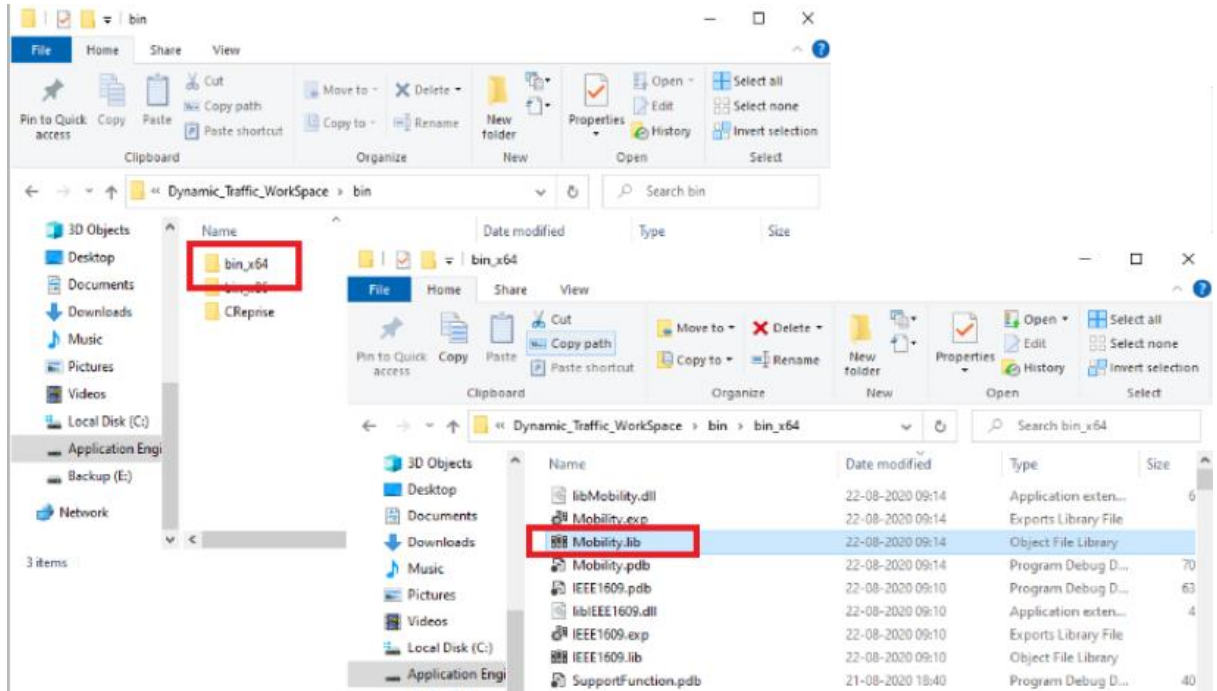 bin
File Home Share View
Pin to Quick access Copy Paste
Cut
Copy path
Paste shortcut
Clipboard
Move to Delete
Copy to Rename
Organize
New folder
New
Properties
Open
Edit
History
Open
Select all
Select none
Invert selection
Select
« Dynamic_Traffic_WorkSpace › bin
Search bin
3D Objects
Desktop
Documents
Downloads
Music
Pictures
Videos
Local Disk (C:)
Application Engi
Backup (E:)
Network
3 items
Name Date modified Type Size
bin_x64
CReprise
bin_x64
File Home Share View
Pin to Quick access Copy Paste
Cut
Copy path
Paste shortcut
Clipboard
Move to Delete
Copy to Rename
Organize
New folder
New
Properties
Open
Edit
History
Open
Select all
Select none
Invert selection
Select
« Dynamic_Traffic_WorkSpace › bin › bin_x64
Search bin_x64
3D Objects
Desktop
Documents
Downloads
Music
Pictures
Videos
Local Disk (C:)
Application Engi
Name Date modified Type Size
libMobility.dll 22-08-2020 09:14 Application exten... 6
Mobility.exp 22-08-2020 09:14 Exports Library File
Mobility.lib 22-08-2020 09:14 Object File Library
Mobility.pdb 22-08-2020 09:14 Program Debug D... 70
IEEE1609.pdb 22-08-2020 09:10 Program Debug D... 63
libIEEE1609.dll 22-08-2020 09:10 Application exten... 4
IEEE1609.exp 22-08-2020 09:10 Exports Library File
IEEE1609.lib 22-08-2020 09:10 Object File Library
SupportFunction.pdb 21-08-2020 18:40 Program Debug D... 40